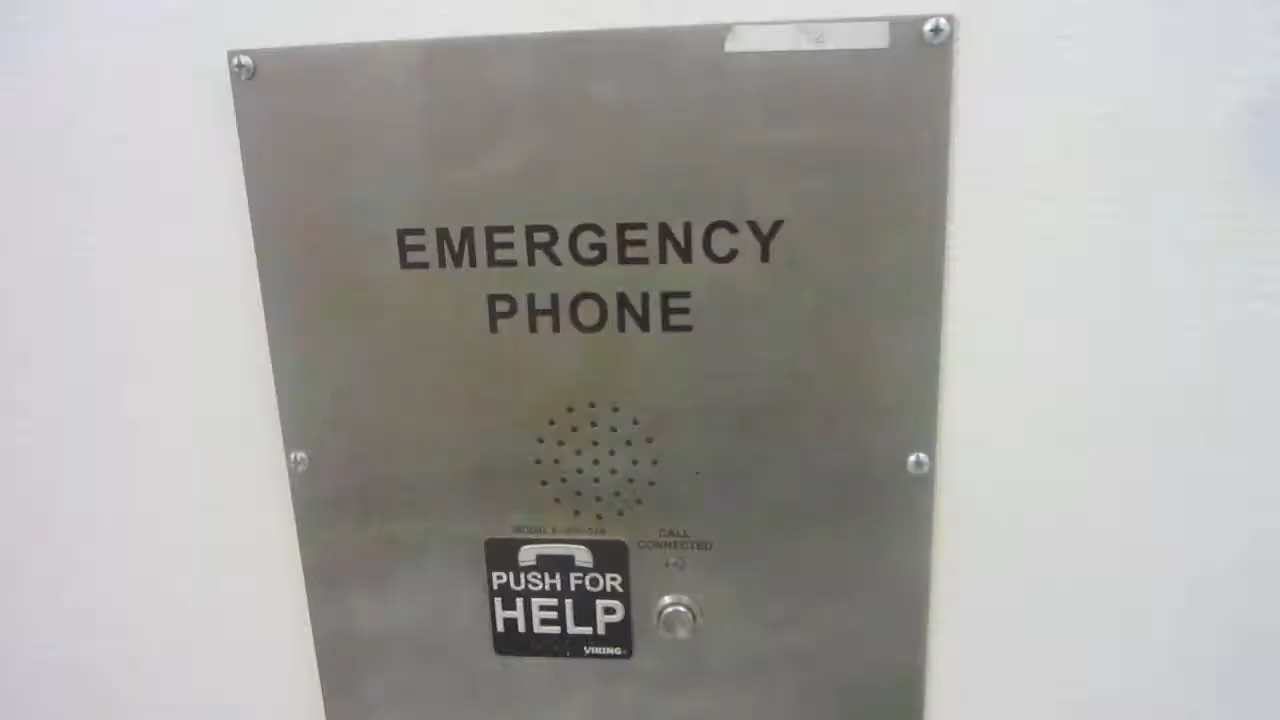 EMERGENCY
PHONE
CALL
CONNECTED
PUSH FOR
HELP
VIKING